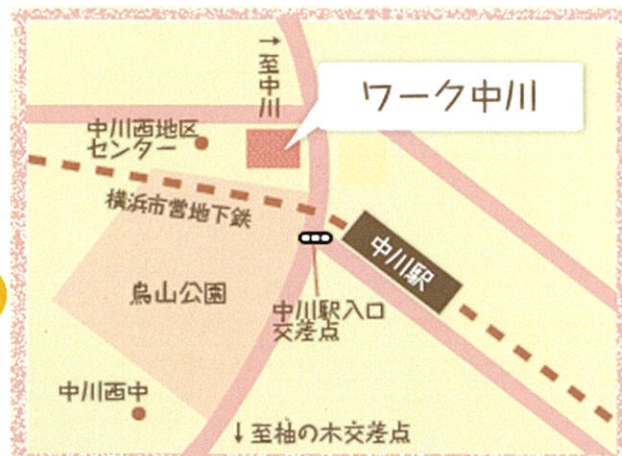 →至中川
ワーク中川
中川西地区
センター
横浜市営地下鉄
中川駅
烏山公園
中川駅入口
交差点
中川西中
↓至柚の木交差点